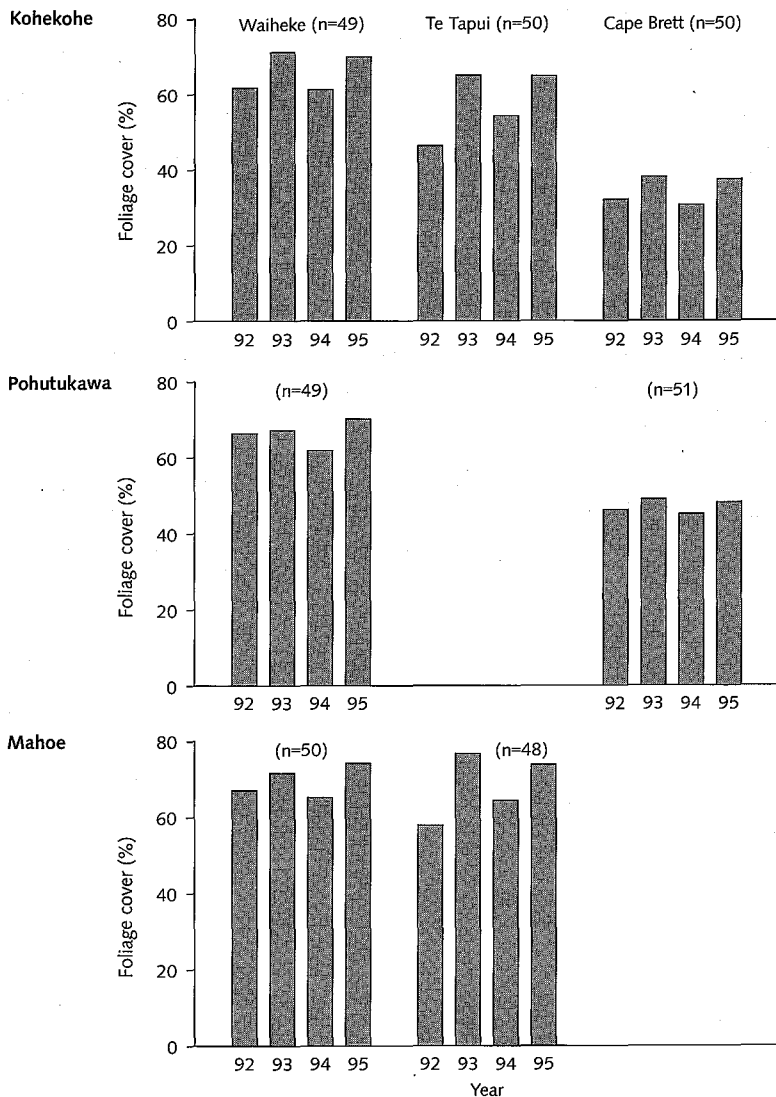 Kohekohe
Waiheke (n=49) Te Tapui (n=50) Cape Brett (n=50)
Foliage cover (%)
80
60
40
20
0
92 93 94 95 92 93 94 95 92 93 94 95
Pohutukawa
(n=49) (n=51)
Foliage cover (%)
80
60
40
20
0
92 93 94 95 92 93 94 95
Mahoe
(n=50) (n=48)
Foliage cover (%)
80
60
40
20
0
92 93 94 95 92 93 94 95
Year